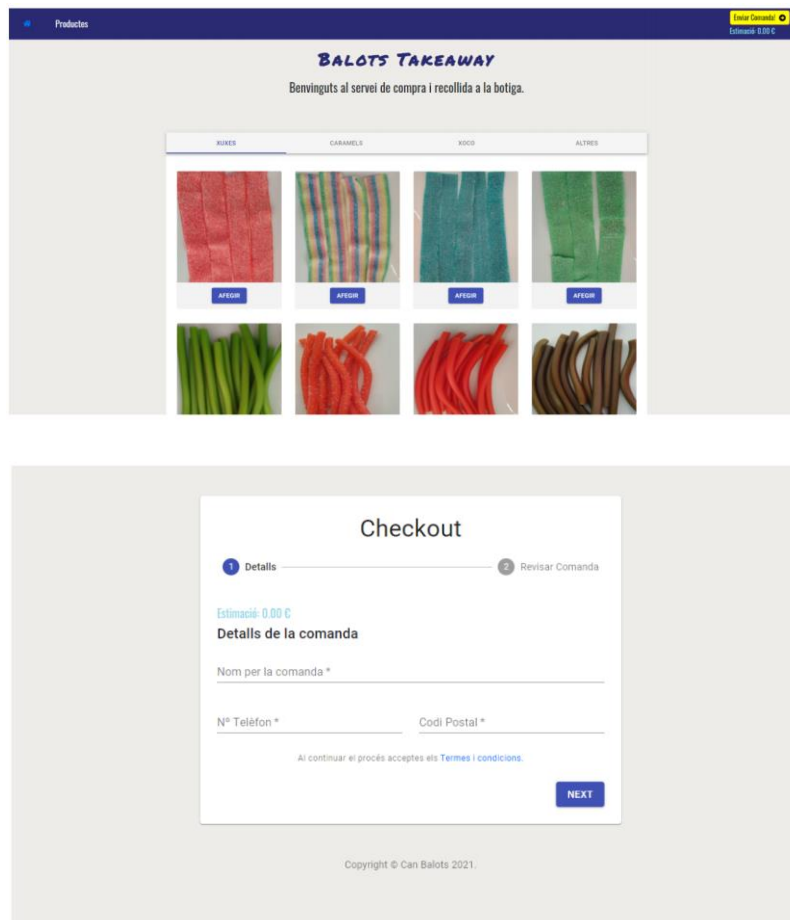 Productes
Enviar Comanda!
Estimació: 0.00 €
BALOTS TAKEAWAY
Benvinguts al servei de compra i recollida a la botiga.
XUXES CARAMELS XOCO ALTRES
AFEGIR AFEGIR AFEGIR AFEGIR
Checkout
1 Detalls 2 Revisar Comanda
Estimació: 0.00 €
Detalls de la comanda
Nom per la comanda *
Nº Telèfon * Codi Postal *
Al continuar el procés acceptes els Termes i condicions.
NEXT
Copyright © Can Balots 2021.